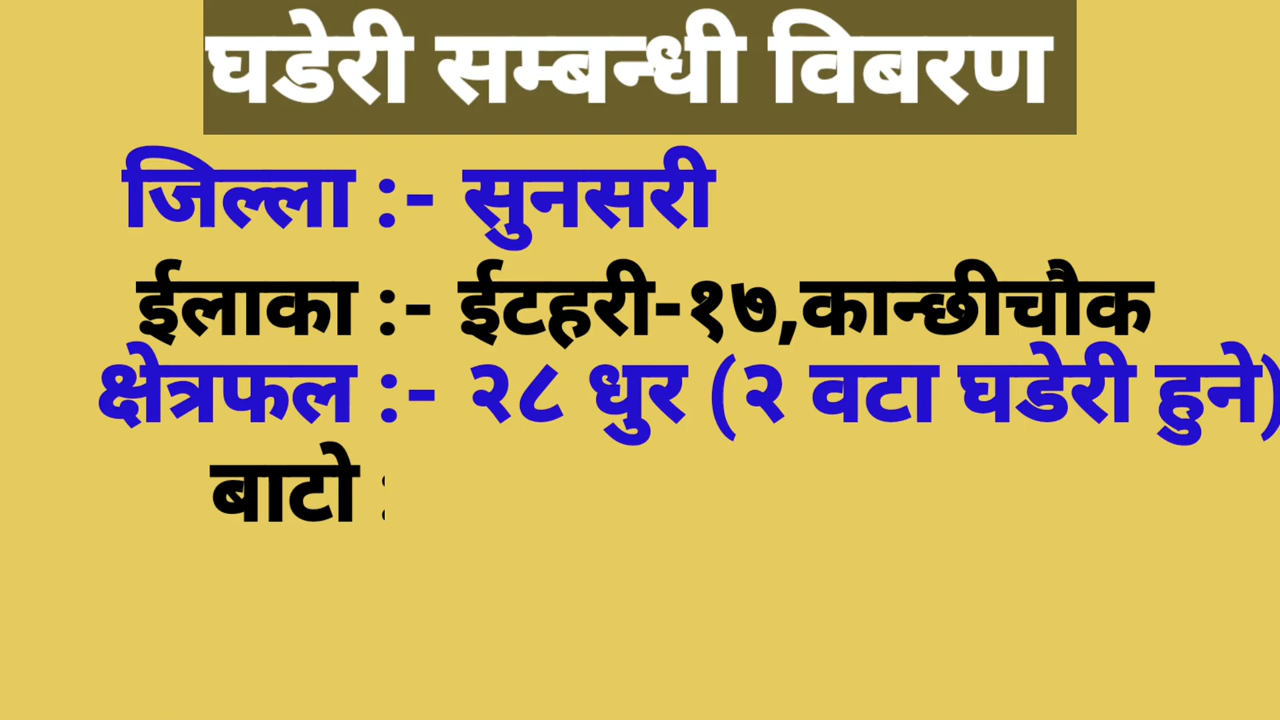 घडेरी सम्बन्धी विबरण
जिल्ला :- सुनसरी
ईलाका :- ईटहरी-१७,कान्छीचौक
क्षेत्रफल :- २८ धुर (२ वटा घडेरी हुने)
बाटो :